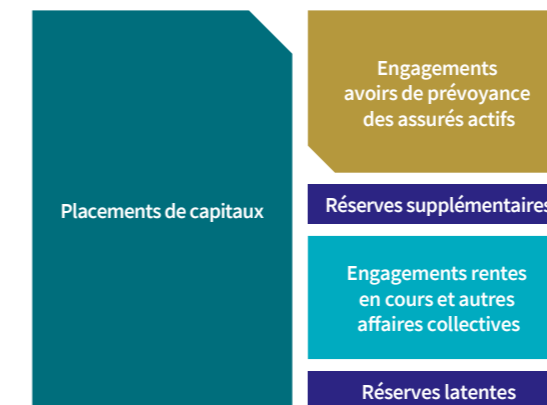 Placements de capitaux
Engagements
avoirs de prévoyance
des assurés actifs
Réserves supplémentaires
Engagements rentes
en cours et autres
affaires collectives
Réserves latentes